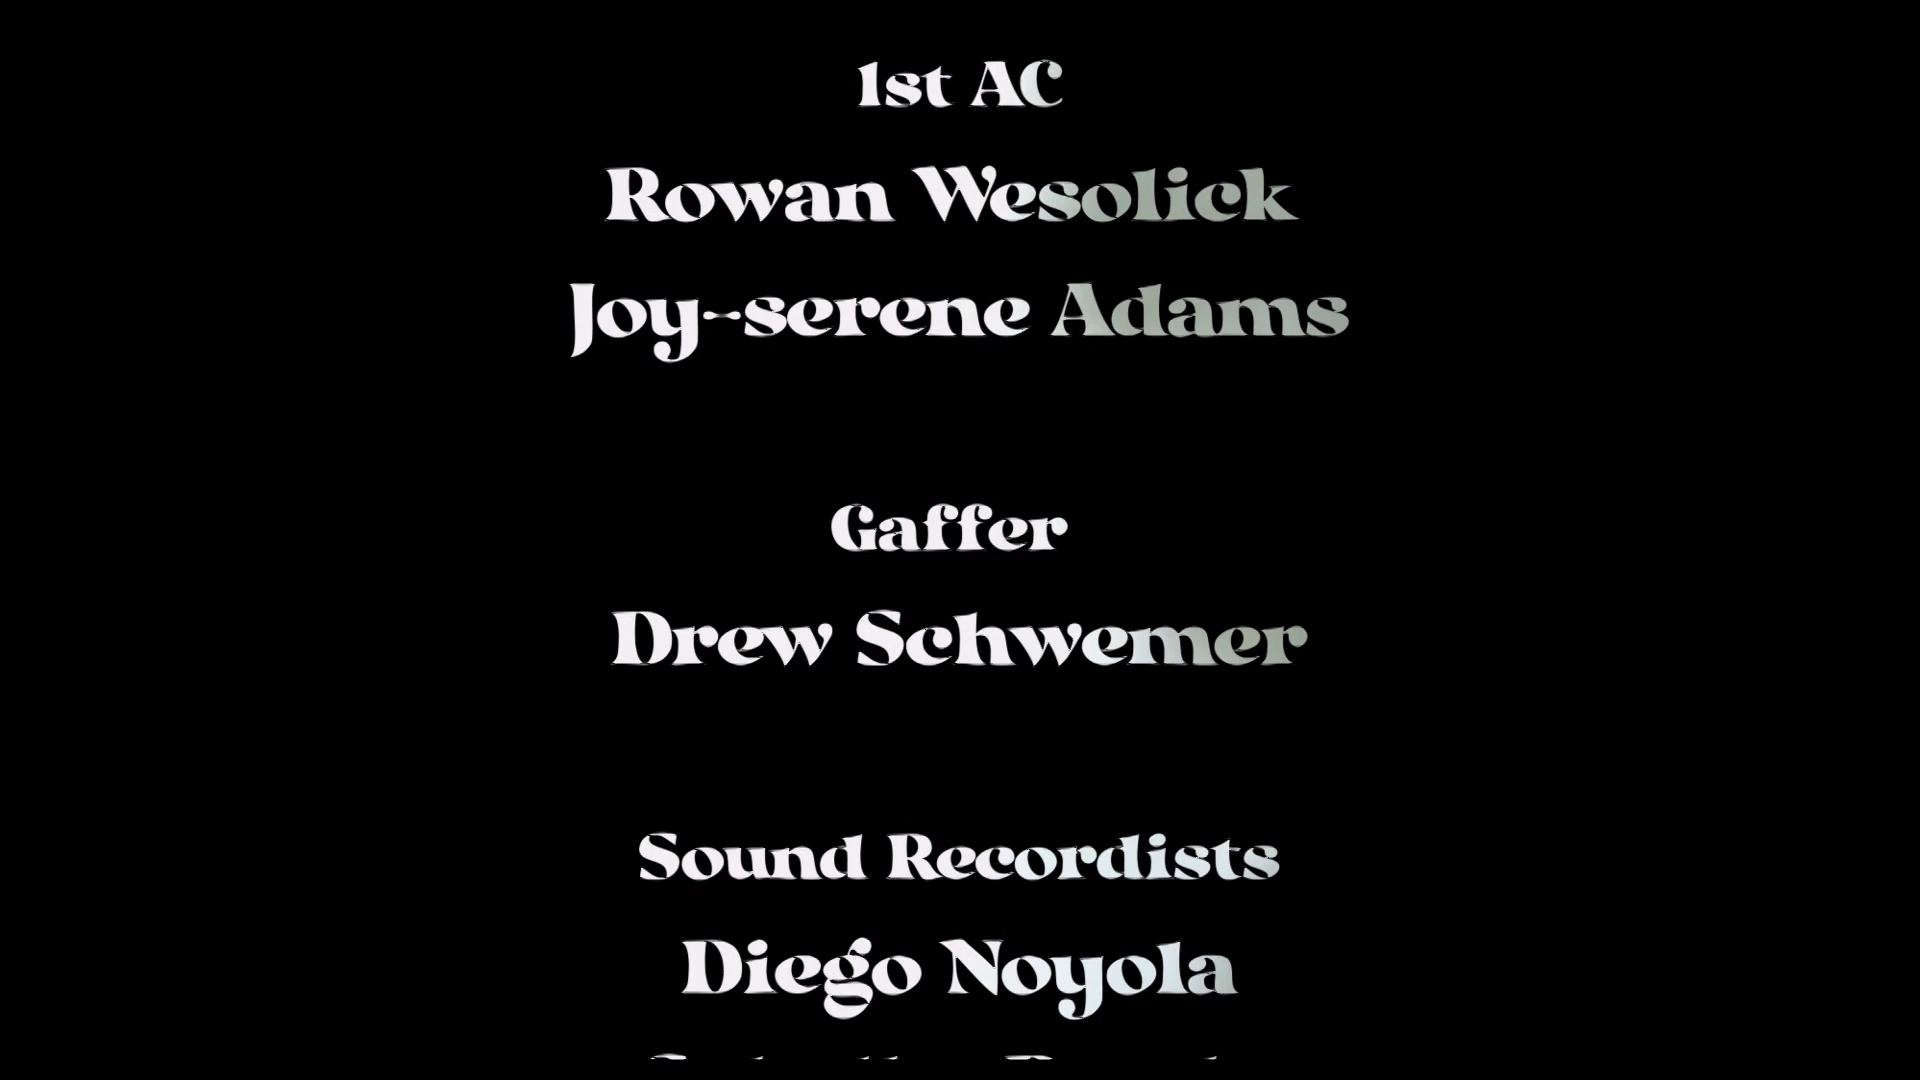 1st AC
Rowan Wesolick
Joy-serene Adams
Gaffer
Drew Schwemer
Sound Recordists
Diego Noyola